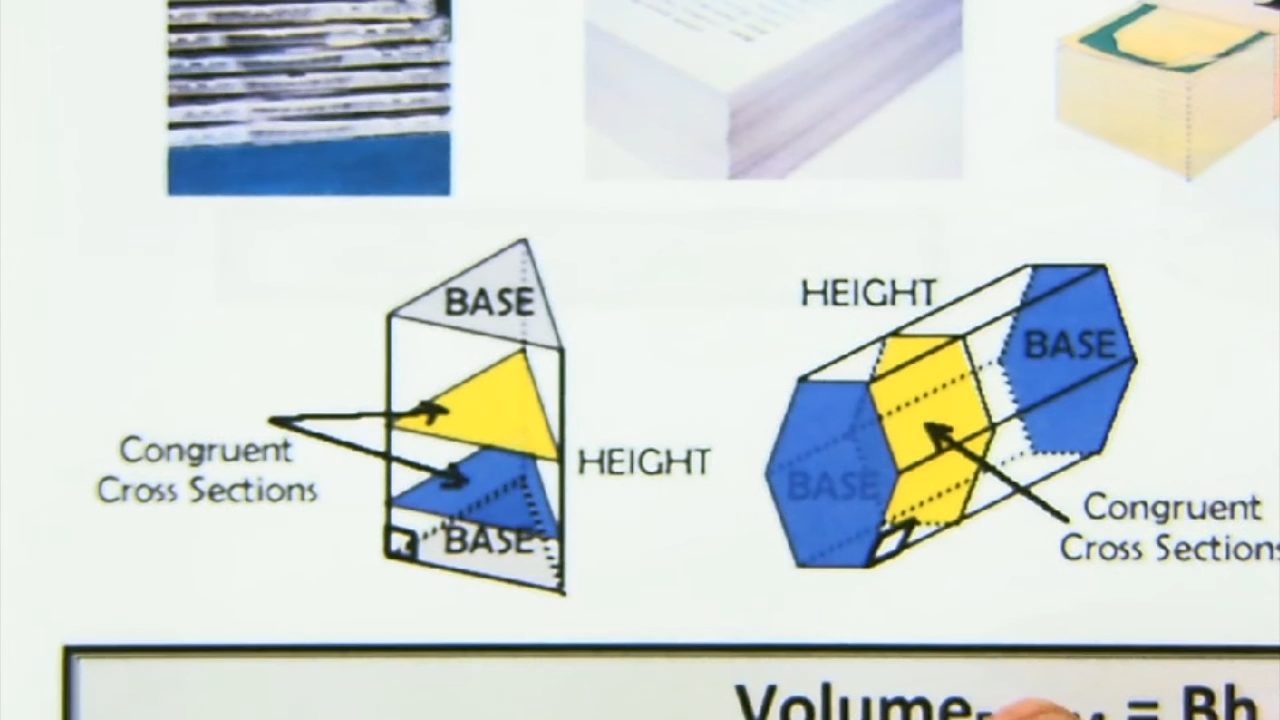 BASE
HEIGHT
BASE
HEIGHT
Congruent
Cross Sections
BASE
BASE
Congruent
Cross Sections
Volume = Bh